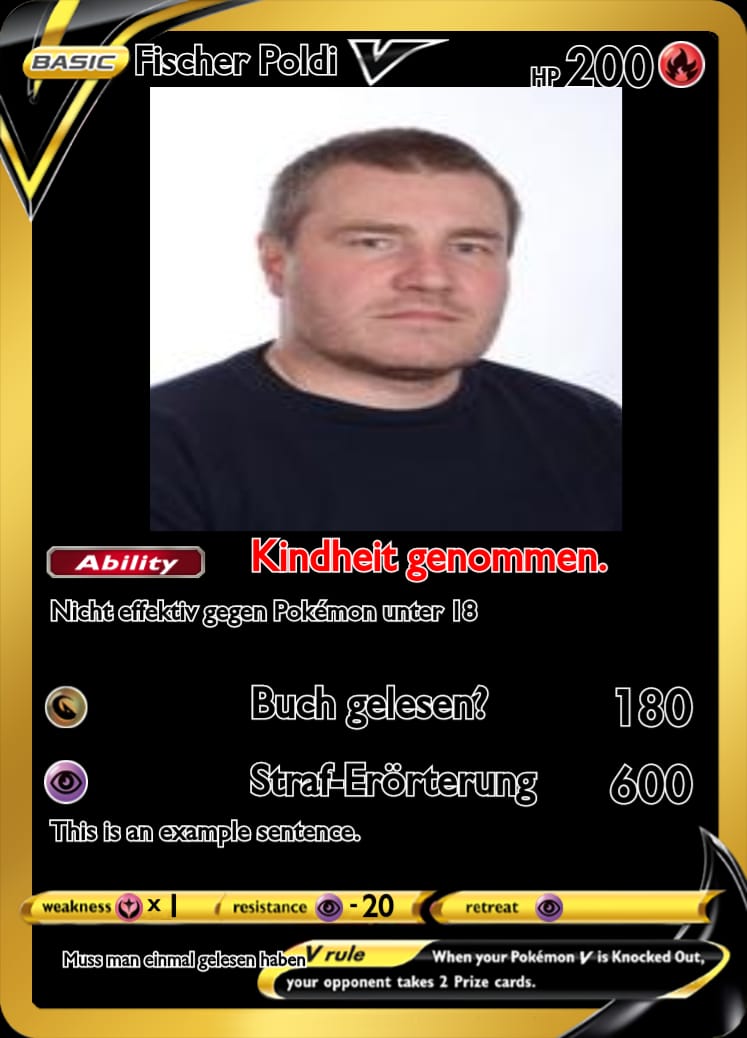 BASIC Fischer Poldi V HP 200
Kindheit genommen.
Ability
Nicht effektiv gegen Pokémon unter 18
Buch gelesen? 180
Straf-Erörterung 600
This is an example sentence.
weakness x 1 resistance - 20 retreat
Muss man einmal gelesen haben
V rule When your Pokémon V is Knocked Out,
your opponent takes 2 Prize cards.